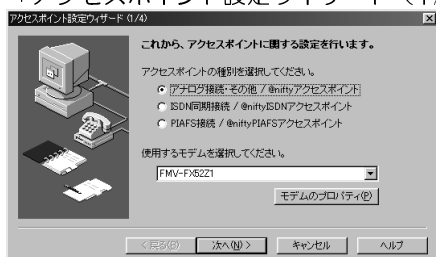 アクセスポイント設定ウィザード (1/4)
これから、アクセスポイントに関する設定を行います。
アクセスポイントの種別を選択してください。
アナログ接続・その他 / @niftyアクセスポイント
ISDN同期接続 / @niftyISDNアクセスポイント
PIAFS接続 / @niftyPIAFSアクセスポイント
使用するモデムを選択してください。
FMV-FX52Z1
モデムのプロパティ(P)
< 戻る(B)
次へ(N) >
キャンセル
ヘルプ